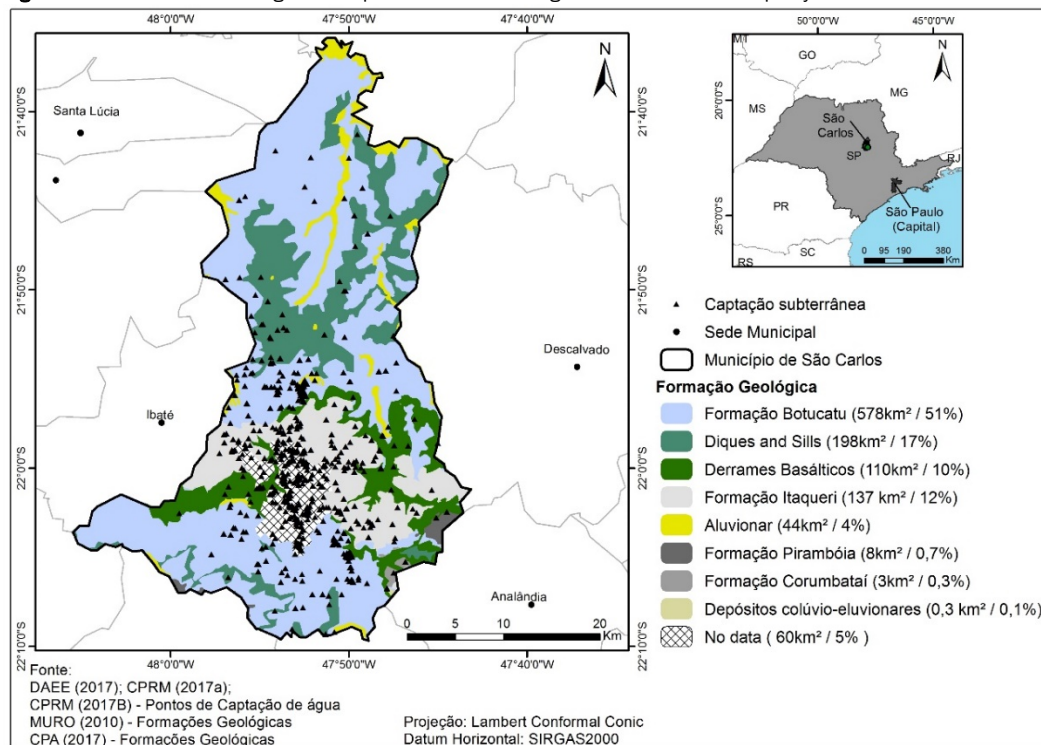 48°0'0"W
47°50'0"W
47°40'0"W
N
21°40'0"S
21°50'0"S
22°0'0"S
22°10'0"S
21°40'0"S
21°50'0"S
22°0'0"S
22°10'0"S
Santa Lúcia
Descalvado
Ibaté
Analândia
0 5 10 20
Km
48°0'0"W
47°50'0"W
47°40'0"W
Fonte:
DAEE (2017); CPRM (2017a);
CPRM (2017B) - Pontos de Captação de água
MURO (2010) - Formações Geológicas
CPA (2017) - Formações Geológicas
Projeção: Lambert Conformal Conic
Datum Horizontal: SIRGAS2000
50°0'0"W
45°0'0"W
20°0'0"S
25°0'0"S
N
MT
GO
MG
MS
São
Carlos
SP
RJ
PR
São Paulo
(Capital)
SC
RS
0 95 190 380
Km
Captação subterrânea
Sede Municipal
Município de São Carlos
Formação Geológica
Formação Botucatu (578km² / 51%)
Diques and Sills (198km² / 17%)
Derrames Basálticos (110km² / 10%)
Formação Itaqueri (137 km² / 12%)
Aluvionar (44km² / 4%)
Formação Pirambóia (8km² / 0,7%)
Formação Corumbataí (3km² / 0,3%)
Depósitos colúvio-eluvionares (0,3 km² / 0,1%)
No data ( 60km² / 5% )